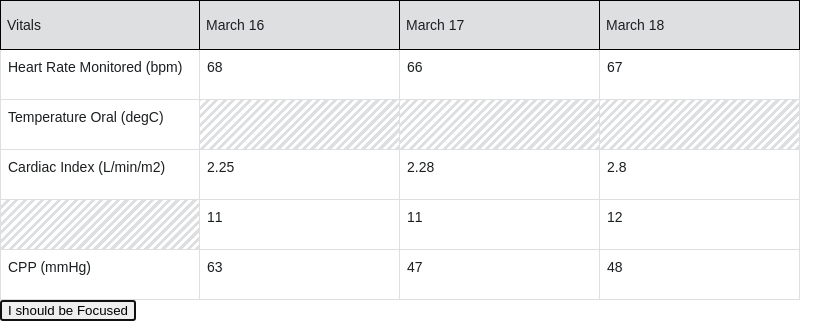 Vitals March 16 March 17 March 18
Heart Rate Monitored (bpm) 68 66 67
Temperature Oral (degC)
Cardiac Index (L/min/m2) 2.25 2.28 2.8
11 11 12
CPP (mmHg) 63 47 48
I should be Focused